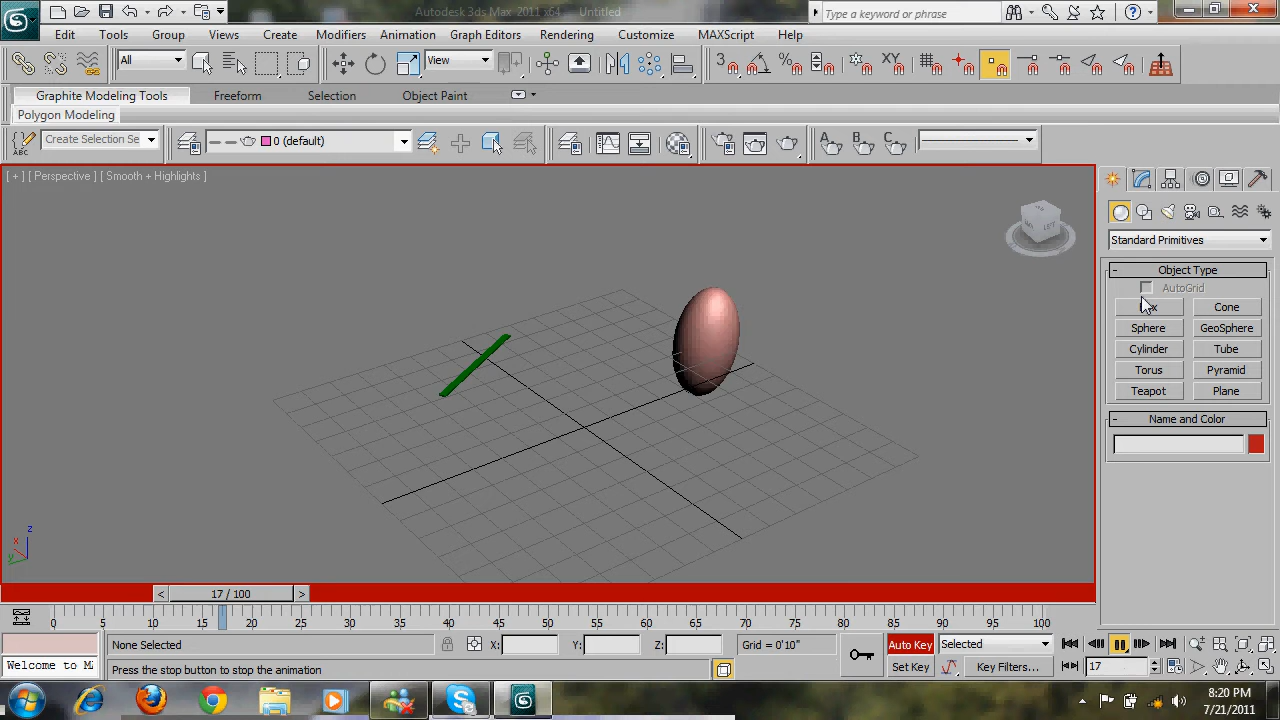 Autodesk 3ds Max 2011 x64 Untitled
Type a keyword or phrase
Edit Tools Group Views Create Modifiers Animation Graph Editors Rendering Customize MAXScript Help
All View 3 % XY
Graphite Modeling Tools Freeform Selection Object Paint
Polygon Modeling
ABC Create Selection Se 0 (default) A B C
[ + ] [ Perspective ] [ Smooth + Highlights ]
Standard Primitives
- Object Type
AutoGrid
Cone
Sphere GeoSphere
Cylinder Tube
Torus Pyramid
Teapot Plane
- Name and Color
z
x
y
< 17 / 100 >
0 5 10 15 20 25 30 35 40 45 50 55 60 65 70 75 80 85 90 95 100
None Selected X: Y: Z: Grid = 0'10" Auto Key Selected
Welcome to M Press the stop button to stop the animation Set Key Key Filters... 17
8:20 PM
7/21/2011